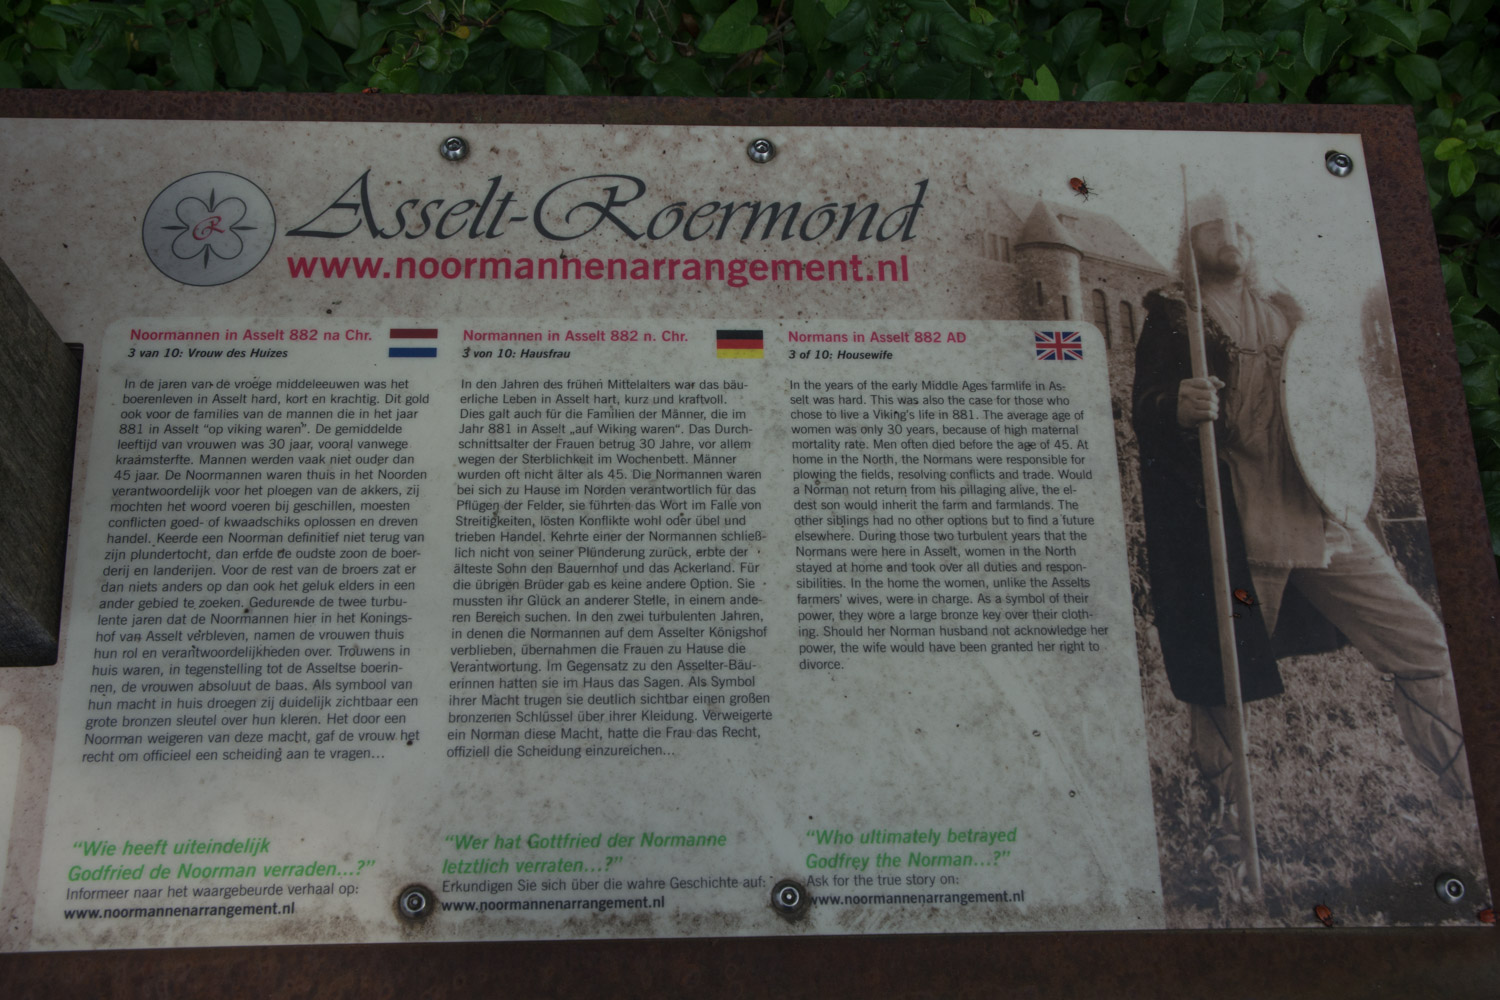 Asselt-Roermond
www.noormannenarrangement.nl
R
Noormannen in Asselt 882 na Chr.
3 van 10: Vrouw des Huizes
In de jaren van de vroege middeleeuwen was het
boerenleven in Asselt hard, kort en krachtig. Dit gold
ook voor de families van de mannen die in het jaar
881 in Asselt “op viking waren”. De gemiddelde
leeftijd van vrouwen was 30 jaar, vooral vanwege
kraamsterfte. Mannen werden vaak niet ouder dan
45 jaar. De Noormannen waren thuis in het Noorden
verantwoordelijk voor het ploegen van de akkers, zij
mochten het woord voeren bij geschillen, moesten
conflicten goed- of kwaadschiks oplossen en dreven
handel. Keerde een Noorman definitief niet terug van
zijn plundertocht, dan erfde de oudste zoon de boer-
derij en landerijen. Voor de rest van de broers zat er
dan niets anders op dan ook het geluk elders in een
ander gebied te zoeken. Gedurende de twee turbu-
lente jaren dat de Noormannen hier in het Konings-
hof van Asselt verbleven, namen de vrouwen thuis
hun rol en verantwoordelijkheden over. Trouwens in
huis waren, in tegenstelling tot de Asseltse boerin-
nen, de vrouwen absoluut de baas. Als symbool van
hun macht in huis droegen zij duidelijk zichtbaar een
grote bronzen sleutel over hun kleren. Het door een
Noorman weigeren van deze macht, gaf de vrouw het
recht om officieel een scheiding aan te vragen...
“Wie heeft uiteindelijk
Godfried de Noorman verraden...?”
Informeer naar het waargebeurde verhaal op:
www.noormannenarrangement.nl
Normannen in Asselt 882 n. Chr.
3 von 10: Hausfrau
In den Jahren des frühen Mittelalters war das bäu-
erliche Leben in Asselt hart, kurz und kraftvoll.
Dies galt auch für die Familien der Männer, die im
Jahr 881 in Asselt „auf Wiking waren“. Das Durch-
schnittsalter der Frauen betrug 30 Jahre, vor allem
wegen der Sterblichkeit im Wochenbett. Männer
wurden oft nicht älter als 45. Die Normannen waren
bei sich zu Hause im Norden verantwortlich für das
Pflügen der Felder, sie führten das Wort im Falle von
Streitigkeiten, lösten Konflikte wohl oder übel und
trieben Handel. Kehrte einer der Normannen schließ-
lich nicht von seiner Plünderung zurück, erbte der
älteste Sohn den Bauernhof und das Ackerland. Für
die übrigen Brüder gab es keine andere Option. Sie
mussten ihr Glück an anderer Stelle, in einem ande-
ren Bereich suchen. In den zwei turbulenten Jahren,
in denen die Normannen auf dem Asselter Königshof
verblieben, übernahmen die Frauen zu Hause die
Verantwortung. Im Gegensatz zu den Asselter-Bäu-
erinnen hatten sie im Haus das Sagen. Als Symbol
ihrer Macht trugen sie deutlich sichtbar einen großen
bronzenen Schlüssel über ihrer Kleidung. Verweigerte
ein Norman diese Macht, hatte die Frau das Recht,
offiziell die Scheidung einzureichen...
“Wer hat Gottfried der Normanne
letztlich verraten...?”
Erkundigen Sie sich über die wahre Geschichte auf:
www.noormannenarrangement.nl
Normans in Asselt 882 AD
3 of 10: Housewife
In the years of the early Middle Ages farmlife in As-
selt was hard. This was also the case for those who
chose to live a Viking's life in 881. The average age of
women was only 30 years, because of high maternal
mortality rate. Men often died before the age of 45. At
home in the North, the Normans were responsible for
plowing the fields, resolving conflicts and trade. Would
a Norman not return from his pillaging alive, the el-
dest son would inherit the farm and farmlands. The
other siblings had no other options but to find a future
elsewhere. During those two turbulent years that the
Normans were here in Asselt, women in the North
stayed at home and took over all duties and respon-
sibilities. In the home the women, unlike the Asselts
farmers' wives, were in charge. As a symbol of their
power, they wore a large bronze key over their cloth-
ing. Should her Norman husband not acknowledge her
power, the wife would have been granted her right to
divorce.
“Who ultimately betrayed
Godfrey the Norman...?”
Ask for the true story on:
www.noormannenarrangement.nl